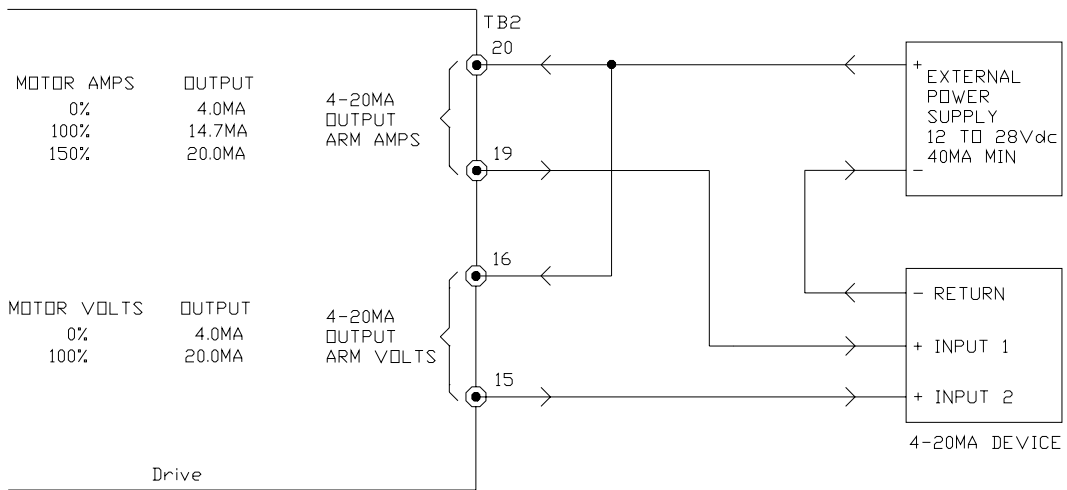 TB2
20
MOTOR AMPS OUTPUT
0% 4.0MA
100% 14.7MA
150% 20.0MA
4-20MA
OUTPUT
ARM AMPS
19
+
EXTERNAL
POWER
SUPPLY
12 TO 28Vdc
40MA MIN
-
16
MOTOR VOLTS OUTPUT
0% 4.0MA
100% 20.0MA
4-20MA
OUTPUT
ARM VOLTS
15
- RETURN
+ INPUT 1
+ INPUT 2
4-20MA DEVICE
Drive